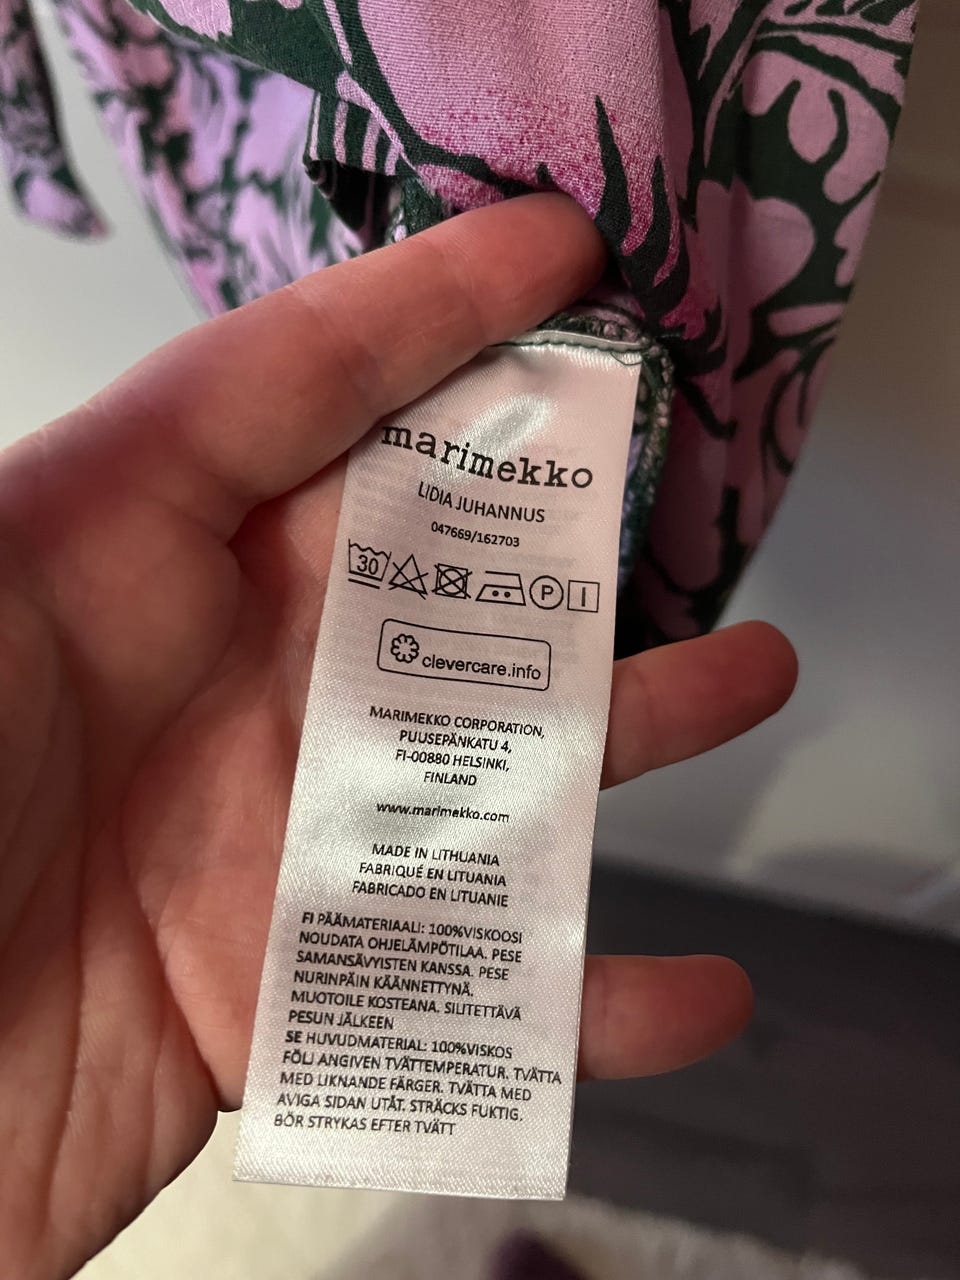 marimekko
LIDIA JUHANNUS
047669/162703
30 P
clevercare.info
MARIMEKKO CORPORATION,
PUUSEPÄNKATU 4,
FI-00880 HELSINKI,
FINLAND
www.marimekko.com
MADE IN LITHUANIA
FABRIQUÉ EN LITUANIA
FABRICADO EN LITUANIE
FI PÄÄMATERIAALI: 100%VISKOOSI
NOUDATA OHJELÄMPÖTILAA. PESE
SAMANSÄVYISTEN KANSSA. PESE
NURINPÄIN KÄÄNNETTYNÄ.
MUOTOILE KOSTEANA. SILITETTÄVÄ
PESUN JÄLKEEN
SE HUVUDMATERIAL: 100%VISKOS
FÖLJ ANGIVEN TVÄTTEMPERATUR. TVÄTTA
MED LIKNANDE FÄRGER. TVÄTTA MED
AVIGA SIDAN UTÅT. STRÄCKS FUKTIG.
BÖR STRYKAS EFTER TVÄTT